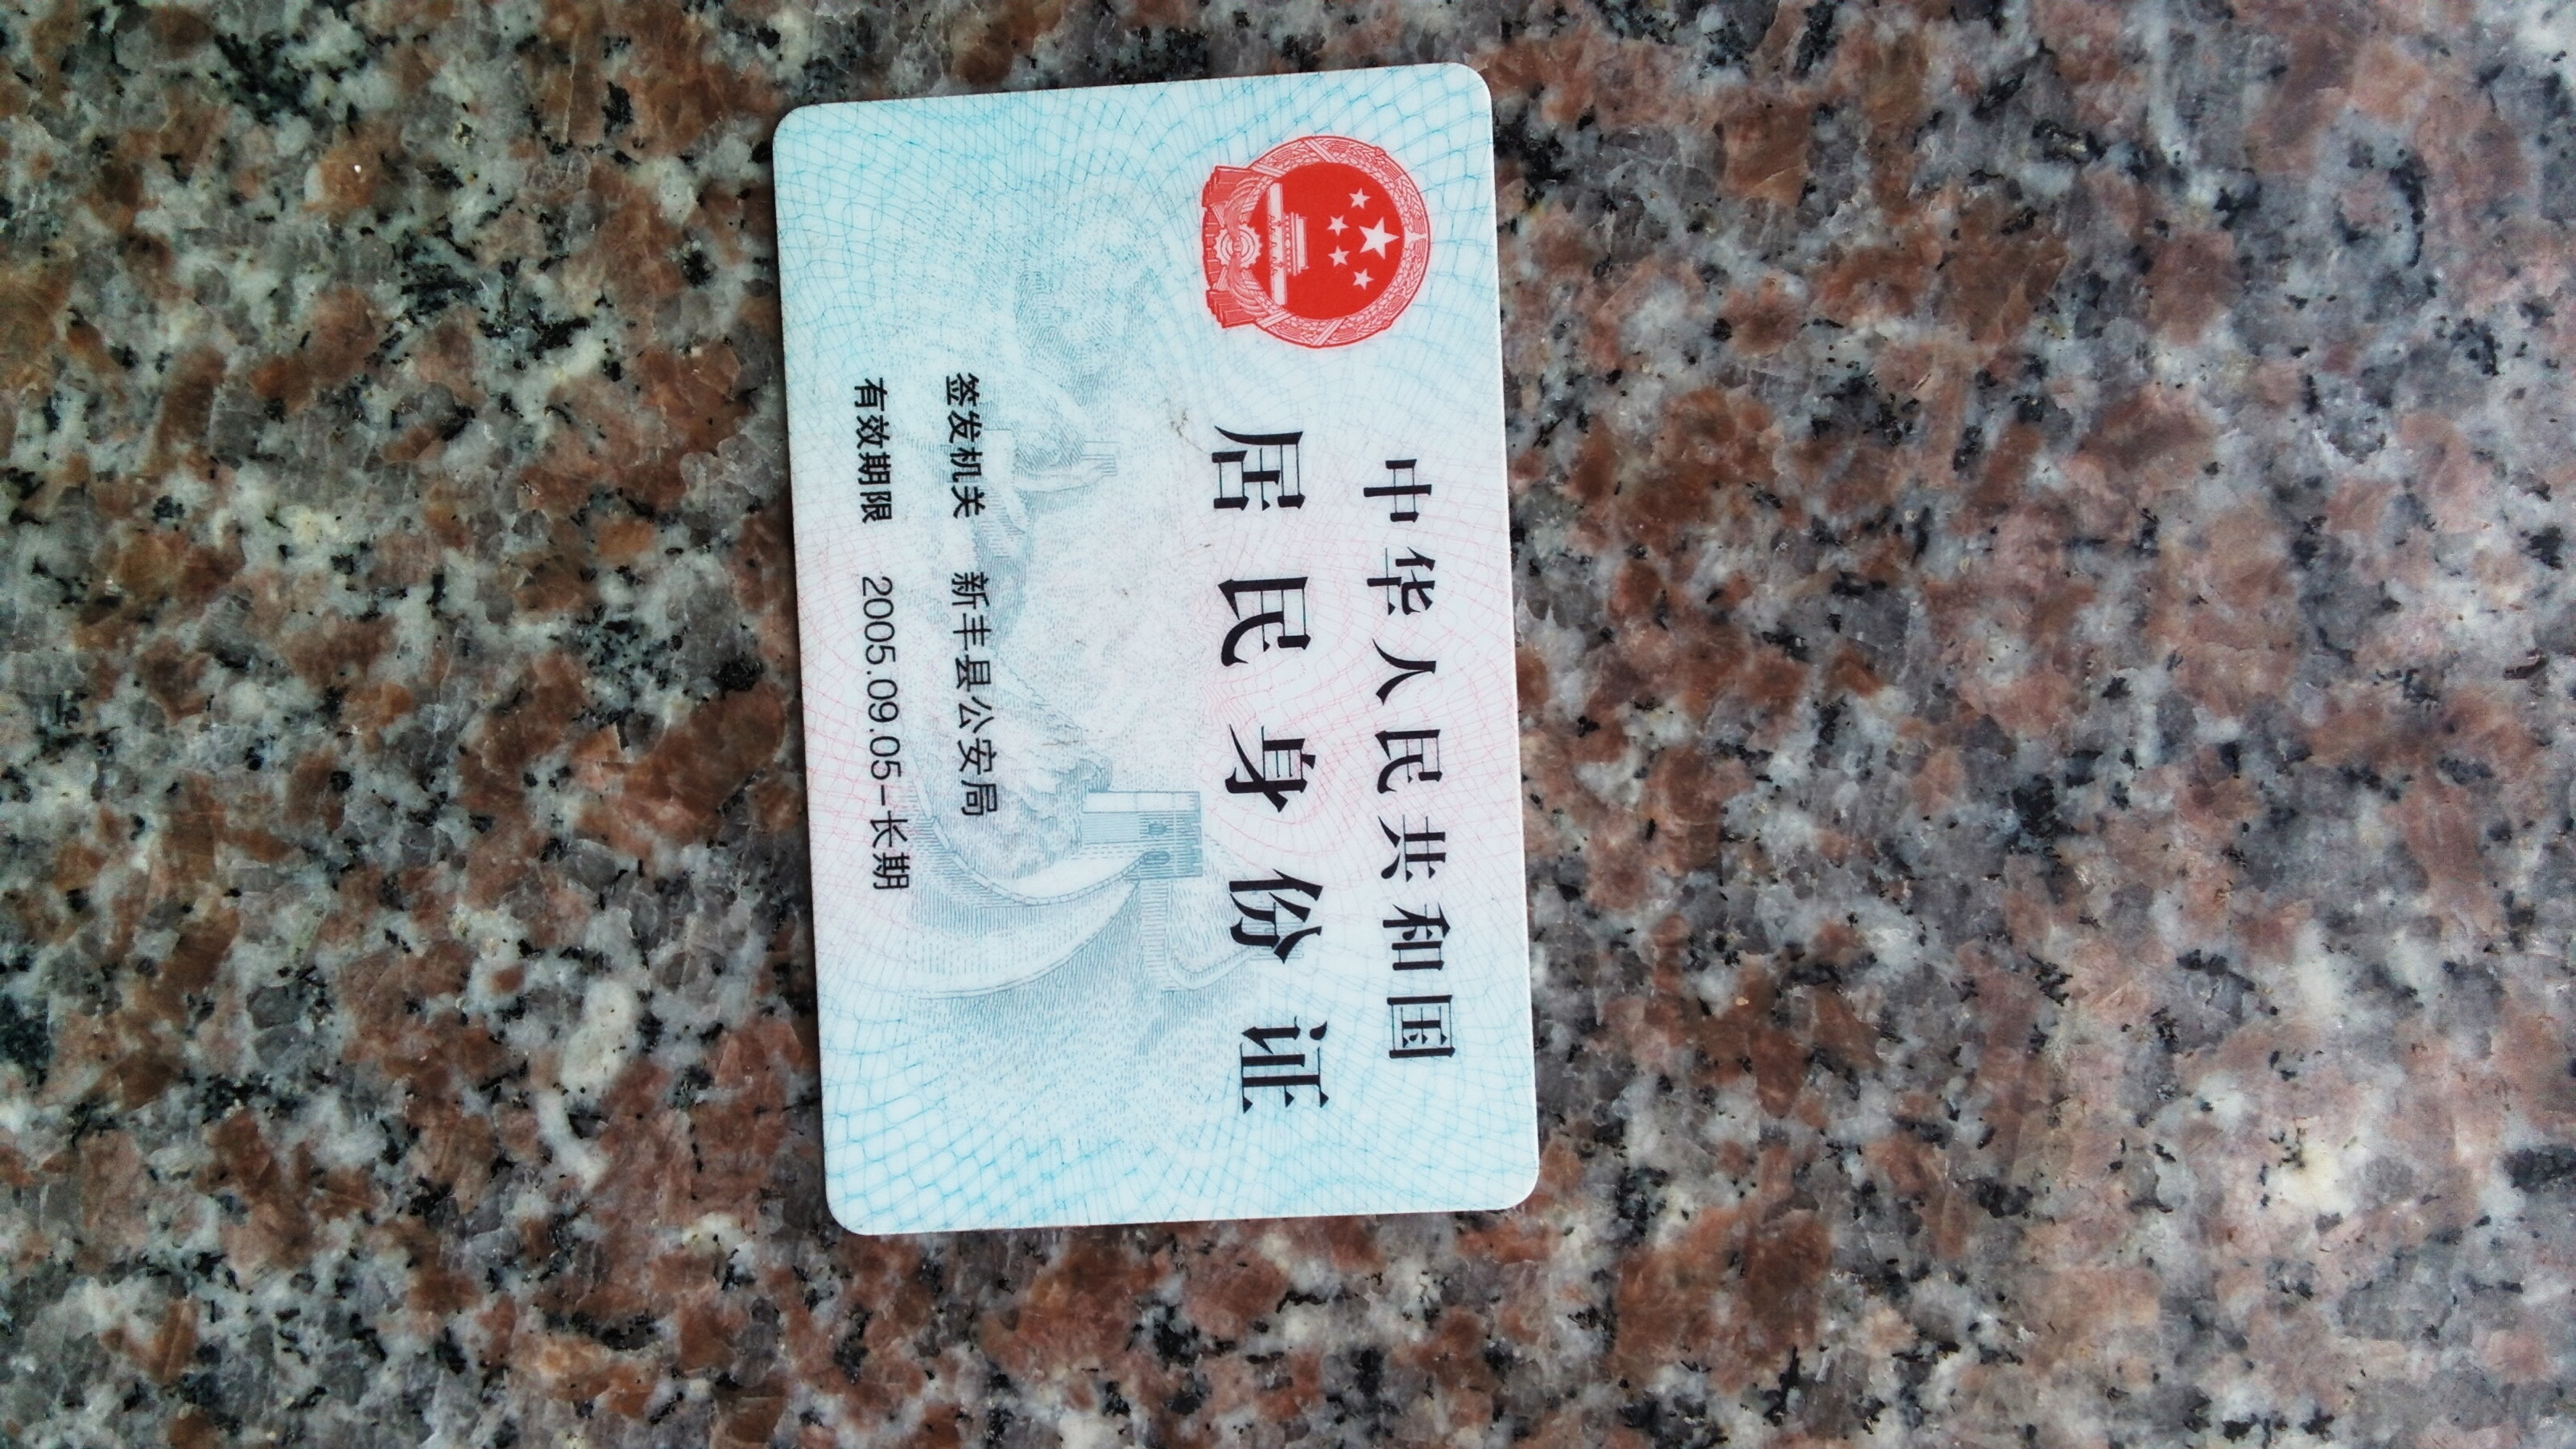 中华人民共和国
居民身份证
签发机关 新丰县公安局
有效期限 2005.09.05-长期